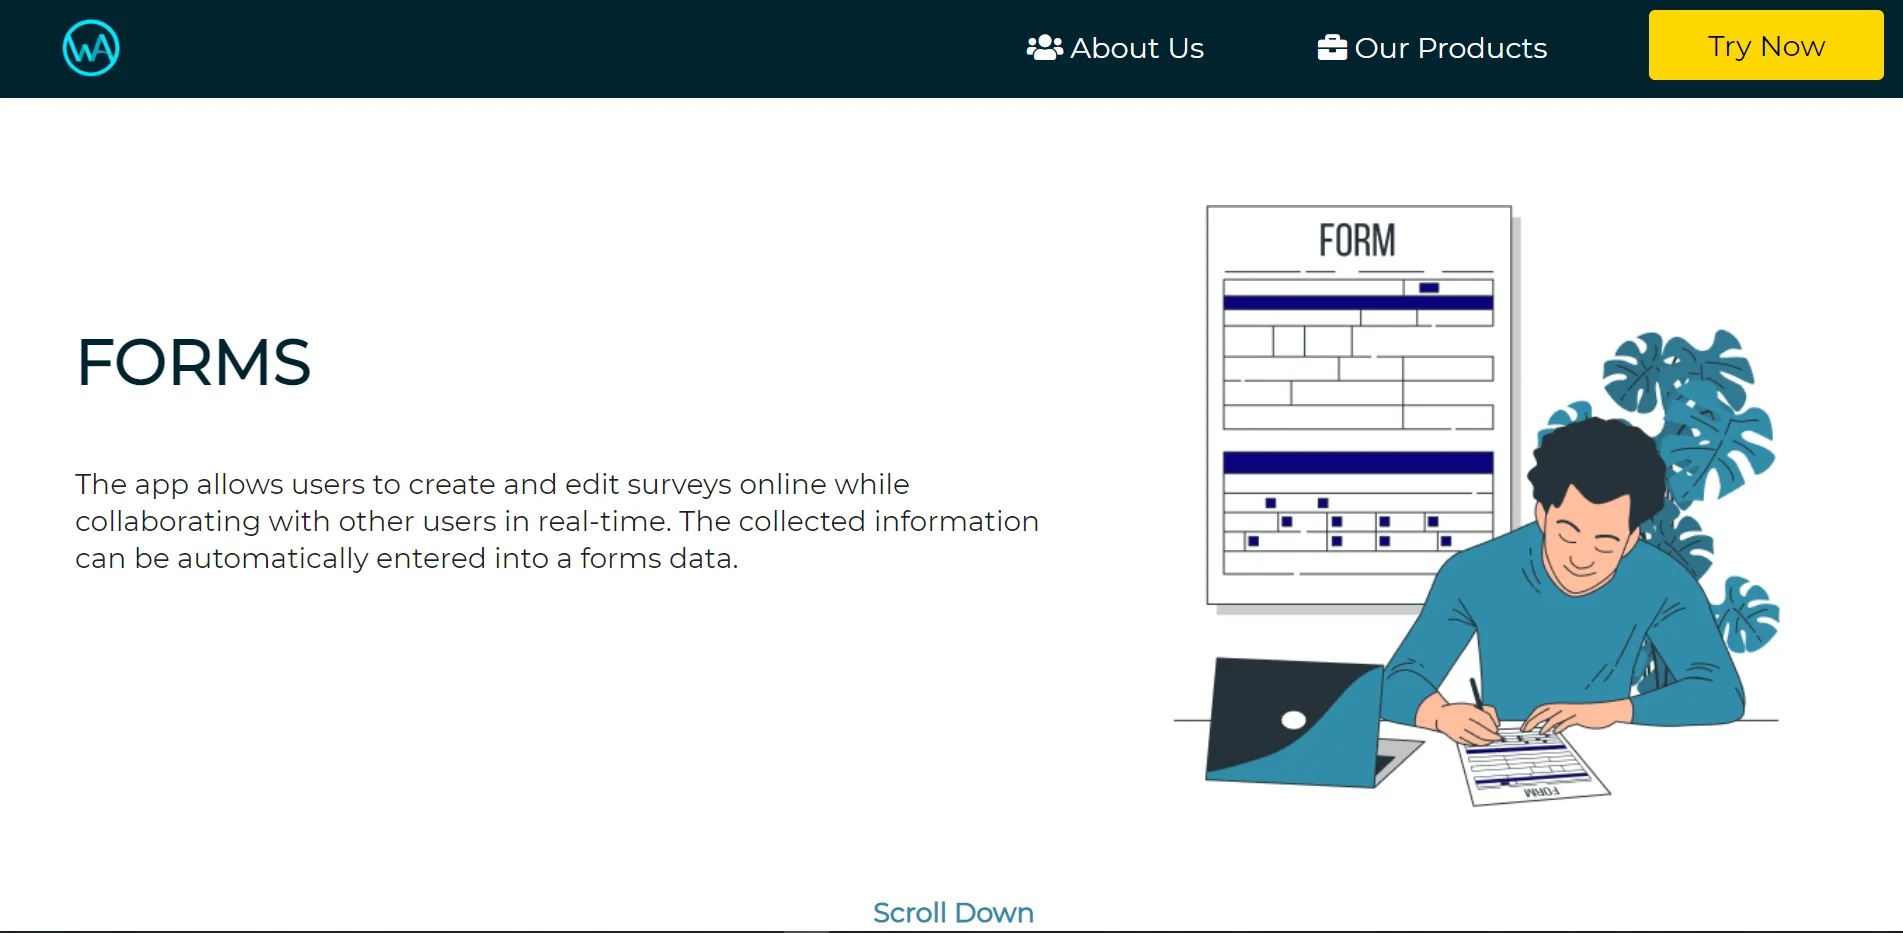 WA
About Us
Our Products
Try Now
FORM
FORMS
The app allows users to create and edit surveys online while
collaborating with other users in real-time. The collected information
can be automatically entered into a forms data.
FORM
Scroll Down